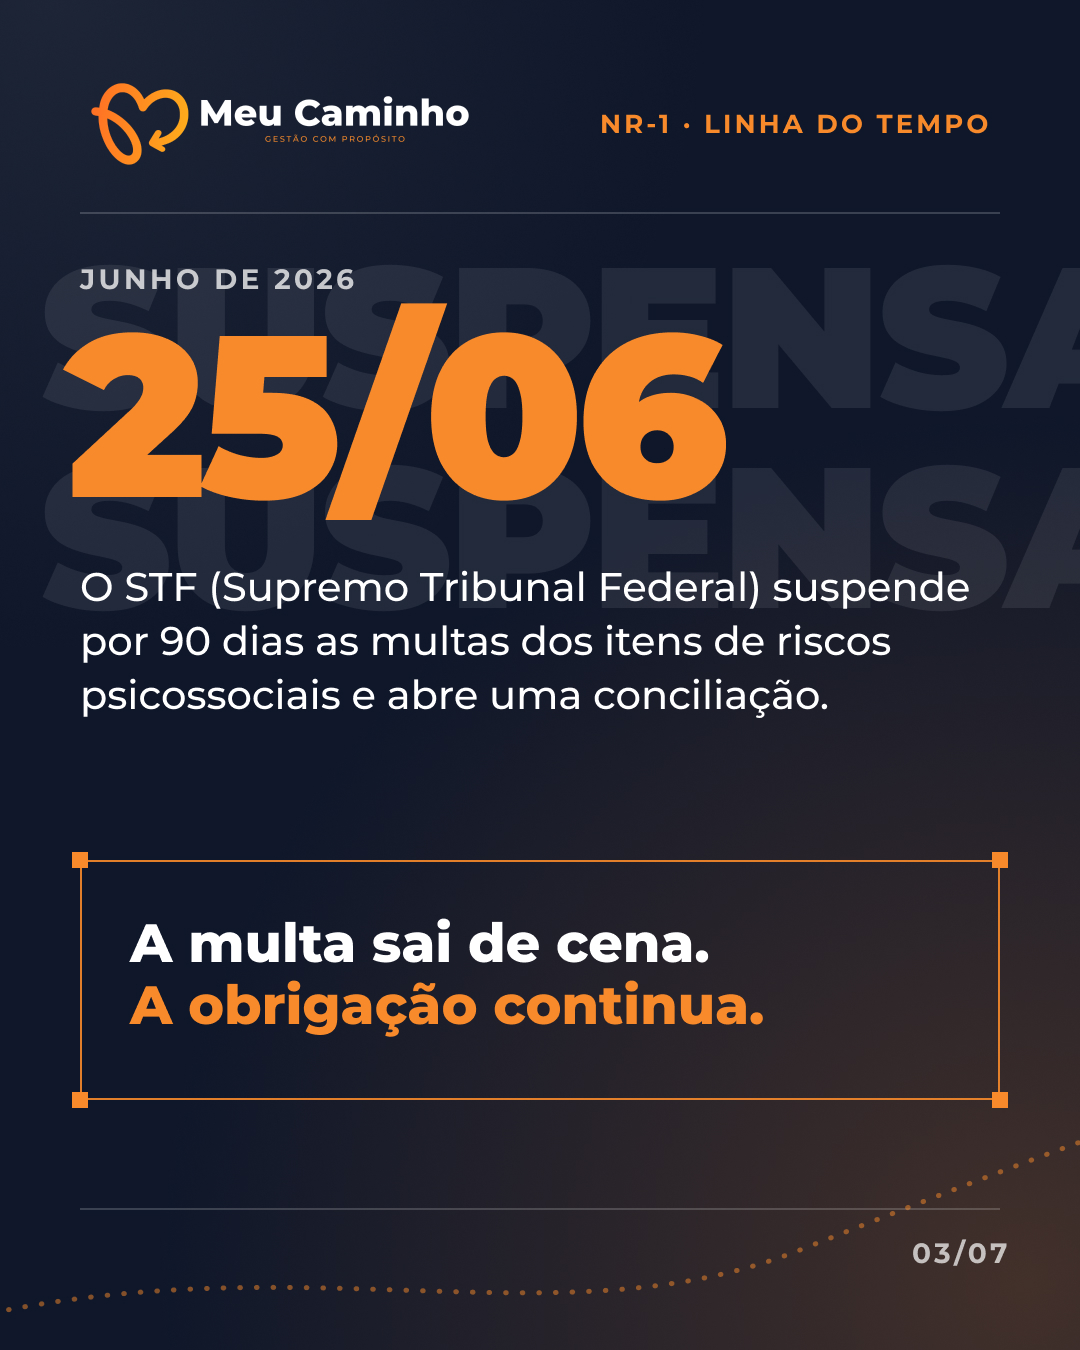 Meu Caminho
GESTÃO COM PROPÓSITO
NR-1 · LINHA DO TEMPO
SUSPENSA
JUNHO DE 2026
25/06
SUSPENSA
O STF (Supremo Tribunal Federal) suspende
por 90 dias as multas dos itens de riscos
psicossociais e abre uma conciliação.
A multa sai de cena.
A obrigação continua.
03/07